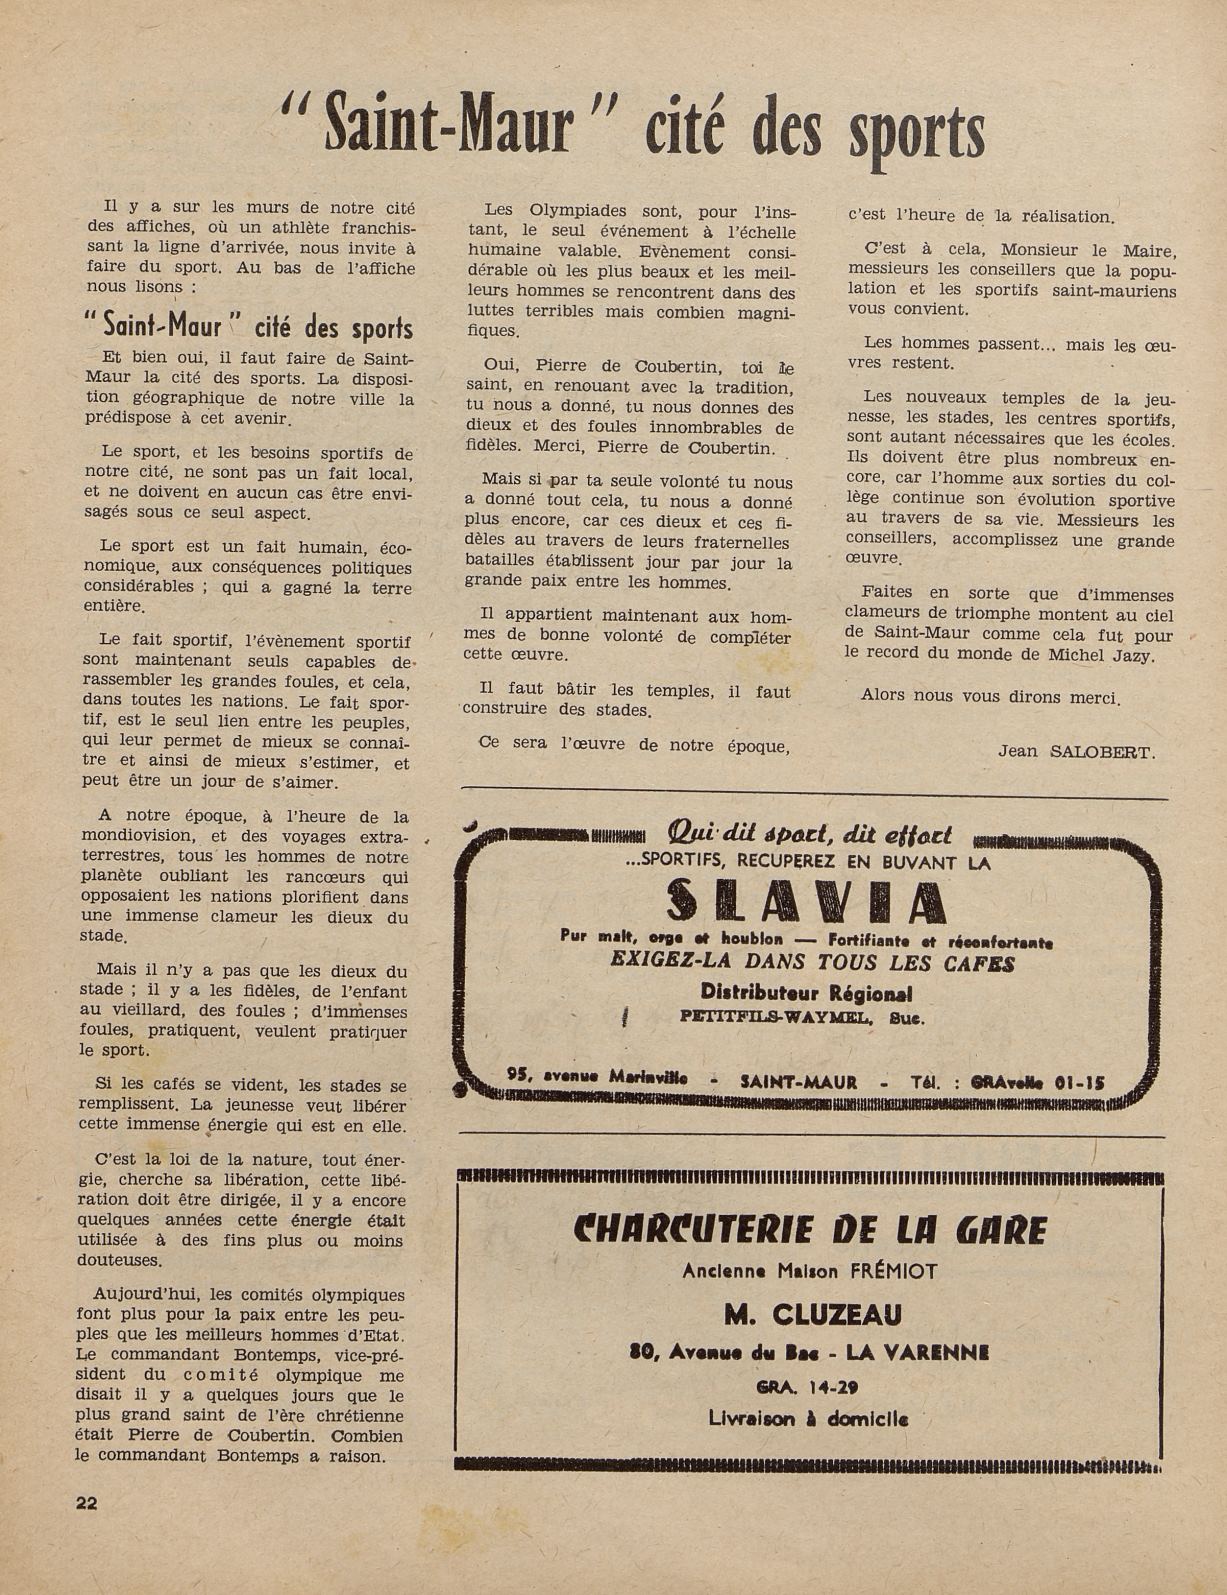 " Saint-Maur " cité des sports
Il y a sur les murs de notre cité
des affiches, où un athlète franchis-
sant la ligne d'arrivée, nous invite à
faire du sport. Au bas de l'affiche
nous lisons :
" Saint-Maur " cité des sports
Et bien oui, il faut faire de Saint-
Maur la cité des sports. La disposi-
tion géographique de notre ville la
prédispose à cet avenir.
Le sport, et les besoins sportifs de
notre cité, ne sont pas un fait local,
et ne doivent en aucun cas être envi-
sagés sous ce seul aspect.
Le sport est un fait humain, éco-
nomique, aux conséquences politiques
considérables ; qui a gagné la terre
entière.
Le fait sportif, l'évènement sportif
sont maintenant seuls capables de
rassembler les grandes foules, et cela,
dans toutes les nations. Le fait spor-
tif, est le seul lien entre les peuples,
qui leur permet de mieux se connaî-
tre et ainsi de mieux s'estimer, et
peut être un jour de s'aimer.
A notre époque, à l'heure de la
mondiovision, et des voyages extra-
terrestres, tous les hommes de notre
planète oubliant les rancœurs qui
opposaient les nations plorifient dans
une immense clameur les dieux du
stade.
Mais il n'y a pas que les dieux du
stade ; il y a les fidèles, de l'enfant
au vieillard, des foules ; d'immenses
foules, pratiquent, veulent pratiquer
le sport.
Si les cafés se vident, les stades se
remplissent. La jeunesse veut libérer
cette immense énergie qui est en elle.
C'est la loi de la nature, tout éner-
gie, cherche sa libération, cette libé-
ration doit être dirigée, il y a encore
quelques années cette énergie était
utilisée à des fins plus ou moins
douteuses.
Aujourd'hui, les comités olympiques
font plus pour la paix entre les peu-
ples que les meilleurs hommes d'Etat.
Le commandant Bontemps, vice-pré-
sident du comité olympique me
disait il y a quelques jours que le
plus grand saint de l'ère chrétienne
était Pierre de Coubertin. Combien
le commandant Bontemps a raison.
Les Olympiades sont, pour l'ins-
tant, le seul événement à l'échelle
humaine valable. Evènement consi-
dérable où les plus beaux et les meil-
leurs hommes se rencontrent dans des
luttes terribles mais combien magni-
fiques.
Oui, Pierre de Coubertin, toi le
saint, en renouant avec la tradition,
tu nous a donné, tu nous donnes des
dieux et des foules innombrables de
fidèles. Merci, Pierre de Coubertin.
Mais si par ta seule volonté tu nous
a donné tout cela, tu nous a donné
plus encore, car ces dieux et ces fi-
dèles au travers de leurs fraternelles
batailles établissent jour par jour la
grande paix entre les hommes.
Il appartient maintenant aux hom-
mes de bonne volonté de compléter
cette œuvre.
Il faut bâtir les temples, il faut
construire des stades.
Ce sera l'œuvre de notre époque,
c'est l'heure de la réalisation.
C'est à cela, Monsieur le Maire,
messieurs les conseillers que la popu-
lation et les sportifs saint-mauriens
vous convient.
Les hommes passent... mais les œu-
vres restent.
Les nouveaux temples de la jeu-
nesse, les stades, les centres sportifs,
sont autant nécessaires que les écoles.
Ils doivent être plus nombreux en-
core, car l'homme aux sorties du col-
lège continue son évolution sportive
au travers de sa vie. Messieurs les
conseillers, accomplissez une grande
œuvre.
Faites en sorte que d'immenses
clameurs de triomphe montent au ciel
de Saint-Maur comme cela fut pour
le record du monde de Michel Jazy.
Alors nous vous dirons merci.
Jean SALOBERT.
Qui dit sport, dit effort
...SPORTIFS, RECUPEREZ EN BUVANT LA
SLAVIA
Pur malt, orge et houblon — Fortifiante et réconfortante
EXIGEZ-LA DANS TOUS LES CAFES
Distributeur Régional
PETITFILS-WAYMEL, Suc.
95, avenue Marinville - SAINT-MAUR - Tél. : GRAvelle 01-15
CHARCUTERIE DE LA GARE
Ancienne Maison FRÉMIOT
M. CLUZEAU
80, Avenue du Bac - LA VARENNE
GRA. 14-29
Livraison à domicile
22